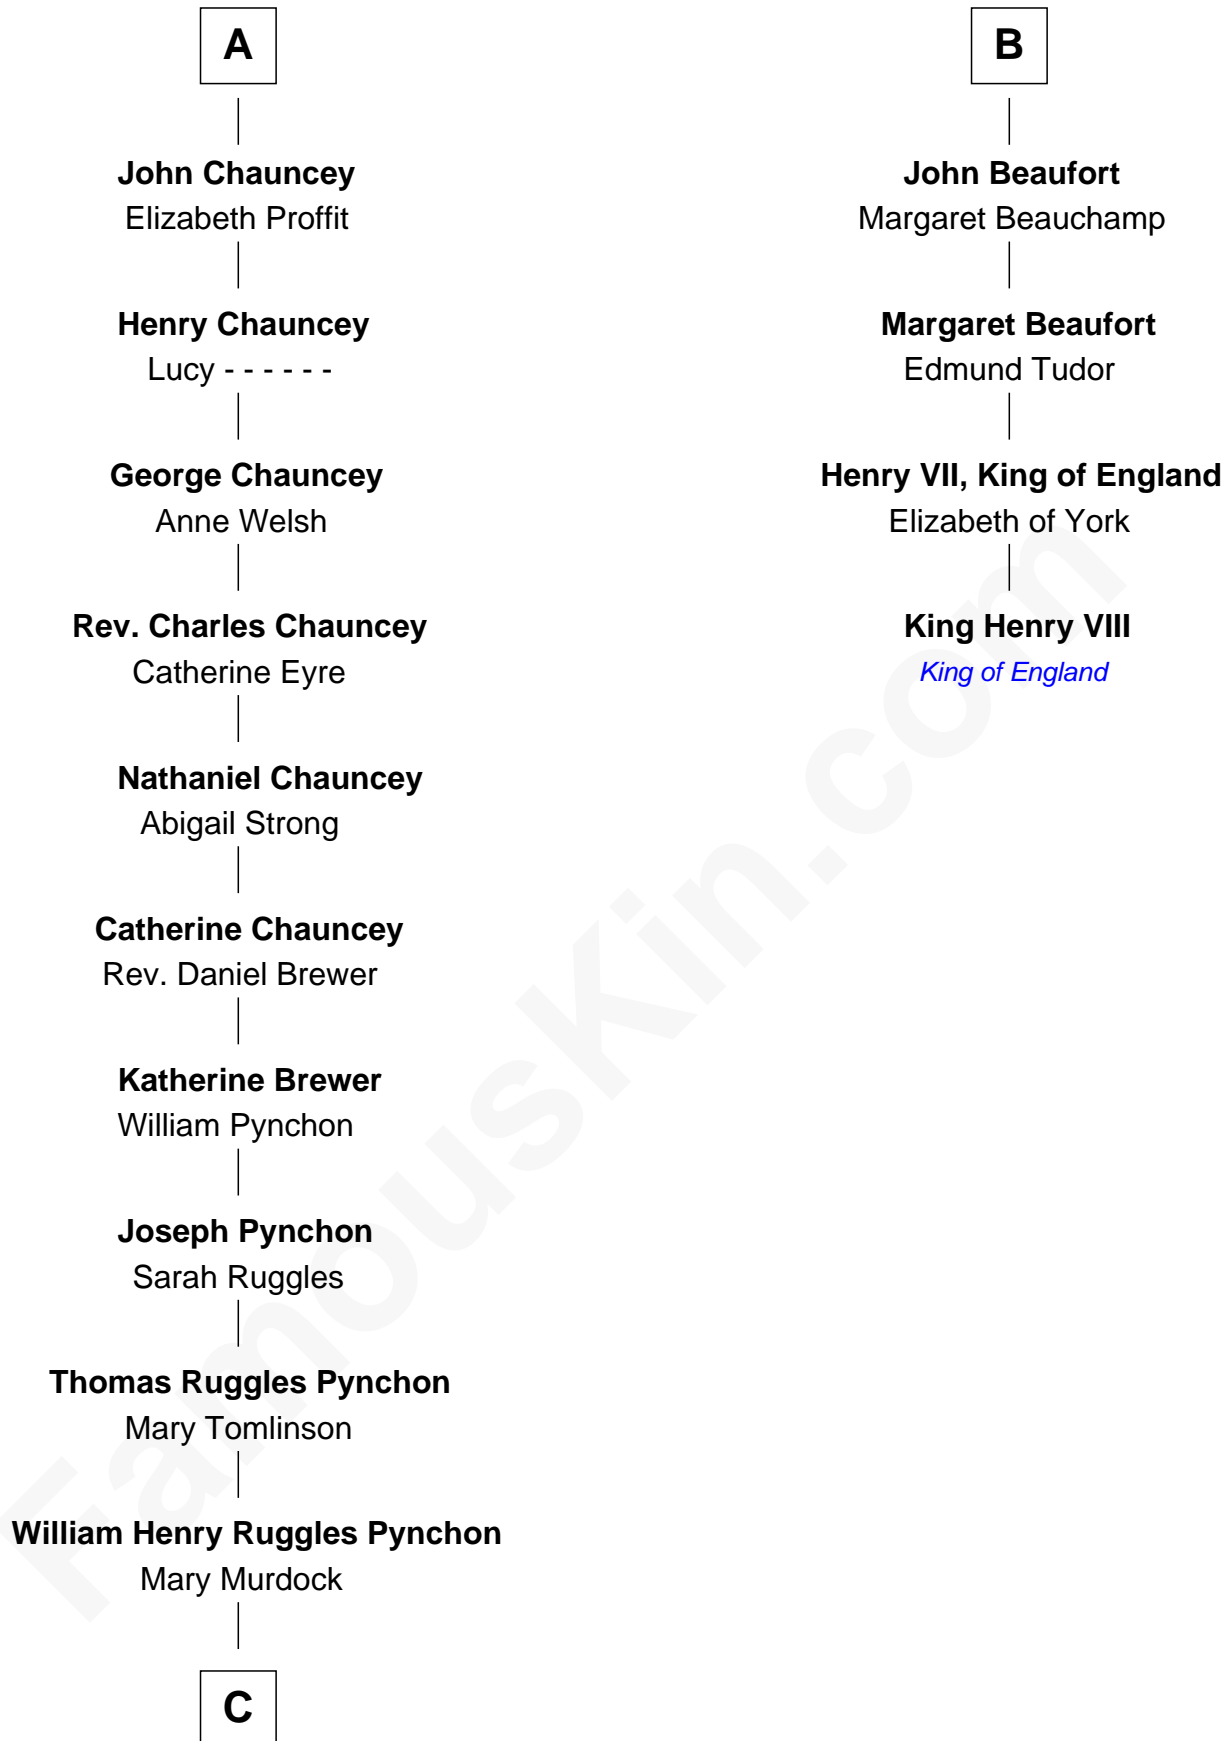 A
John Chauncey
Elizabeth Proffit
Henry Chauncey
Lucy - - - - - -
George Chauncey
Anne Welsh
Rev. Charles Chauncey
Catherine Eyre
Nathaniel Chauncey
Abigail Strong
Catherine Chauncey
Rev. Daniel Brewer
Katherine Brewer
William Pynchon
Joseph Pynchon
Sarah Ruggles
Thomas Ruggles Pynchon
Mary Tomlinson
William Henry Ruggles Pynchon
Mary Murdock
C
B
John Beaufort
Margaret Beauchamp
Margaret Beaufort
Edmund Tudor
Henry VII, King of England
Elizabeth of York
King Henry VIII
King of England
FamousKin.com